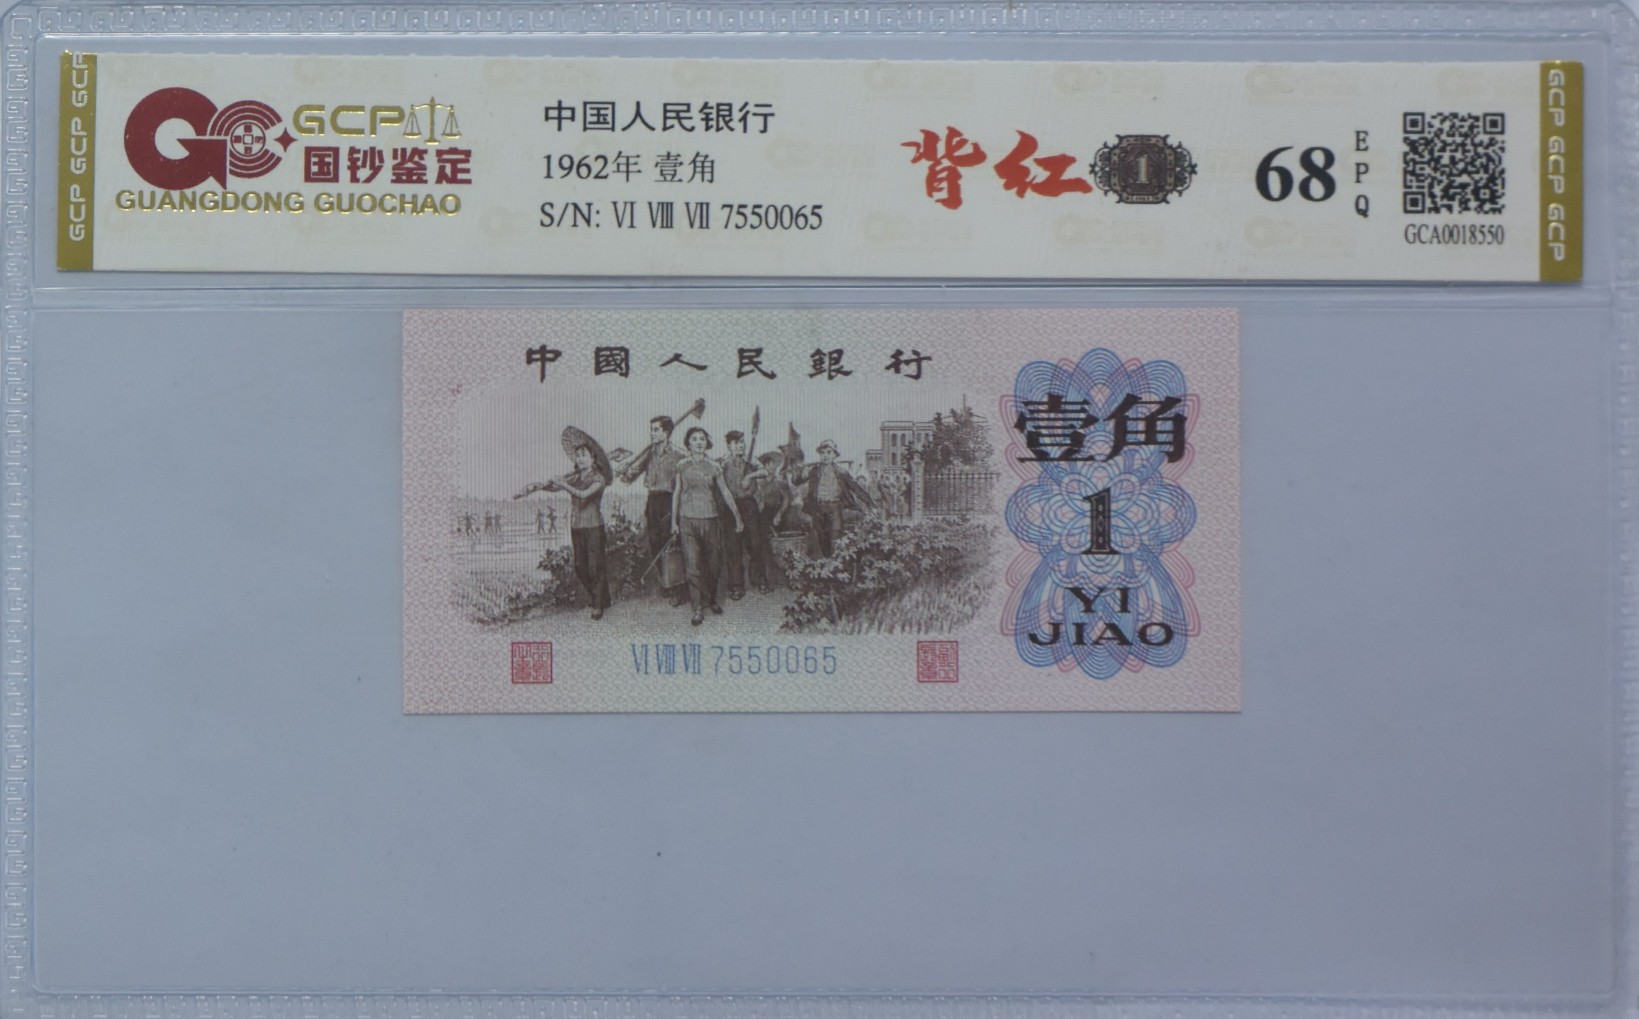 GCP GCP GCP
GCP
国钞鉴定
GUANGDONG GUOCHAO
中国人民银行
1962年 壹角
S/N: Ⅵ Ⅷ Ⅶ 7550065
背红
1
68
EPQ
GCA0018550
GCP GCP GCP
中國人民銀行
壹角
1
YI
JIAO
Ⅵ Ⅷ Ⅶ 7550065